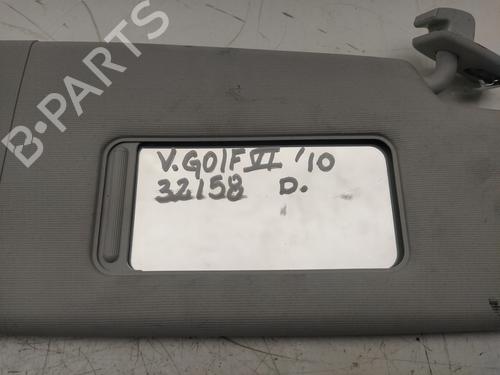 B-PARTS
V.GOLF VI '10
32158 D.